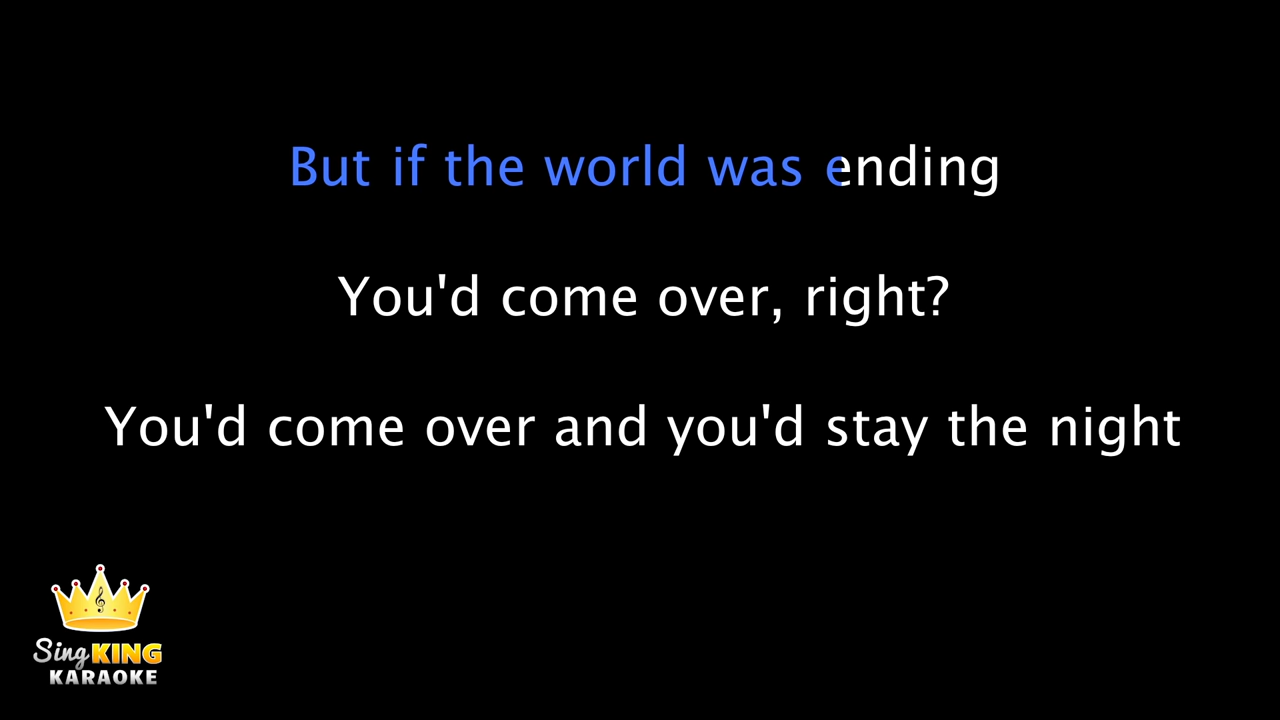 But if the world was ending
You'd come over, right?
You'd come over and you'd stay the night
Sing KING
KARAOKE